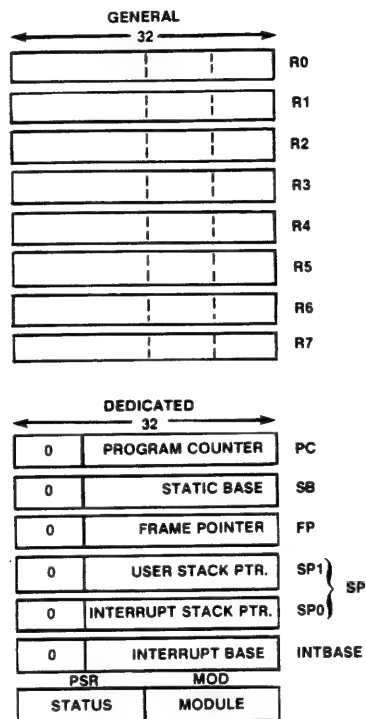 GENERAL
32
R0
R1
R2
R3
R4
R5
R6
R7
DEDICATED
32
0 PROGRAM COUNTER PC
0 STATIC BASE SB
0 FRAME POINTER FP
0 USER STACK PTR. SP1
SP
0 INTERRUPT STACK PTR. SP0
0 INTERRUPT BASE INTBASE
PSR MOD
STATUS MODULE